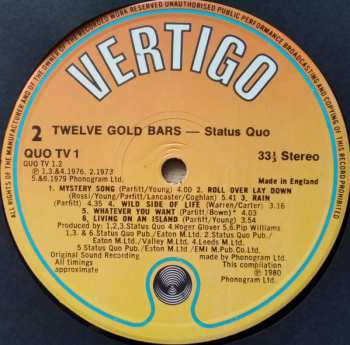 ALL RIGHTS OF THE MANUFACTURER AND OF THE OWNER OF THE RECORDED WORK RESERVED UNAUTHORISED PUBLIC PERFORMANCE BROADCASTING AND COPYING OF THIS RECORD PROHIBITED
VERTIGO
2 TWELVE GOLD BARS — Status Quo
QUO TV 1
33⅓ Stereo
QUO TV 1.2
℗ 1,3,&4.1976, 2.1973
5,&6.1979 Phonogram Ltd.
Made in England
1. MYSTERY SONG (Parfitt/Young) 4.00 2. ROLL OVER LAY DOWN
(Rossi/Young/Parfitt/Lancaster/Coghlan) 5.41 3. RAIN
(Parfitt) 4.35 4. WILD SIDE OF LIFE (Warren/Carter) 3.16
5. WHATEVER YOU WANT (Parfitt/Bown) 4.03
6. LIVING ON AN ISLAND (Parfitt/Young) 3.54
Produced by: 1,2,3.Status Quo 4.Roger Glover 5,6.Pip Williams
1,3. & 6.Status Quo Pub./Eaton M.Ltd. 2.Status Quo Pub./
Eaton M.Ltd./Valley M.Ltd. 4.Leeds M.Ltd.
5.Status Quo Pub./Eaton M.Ltd./EMI M.Pub.Co.Ltd.
Original Sound Recording
made by Phonogram Ltd.
All timings
approximate
This compilation
℗ 1980
Phonogram Ltd.